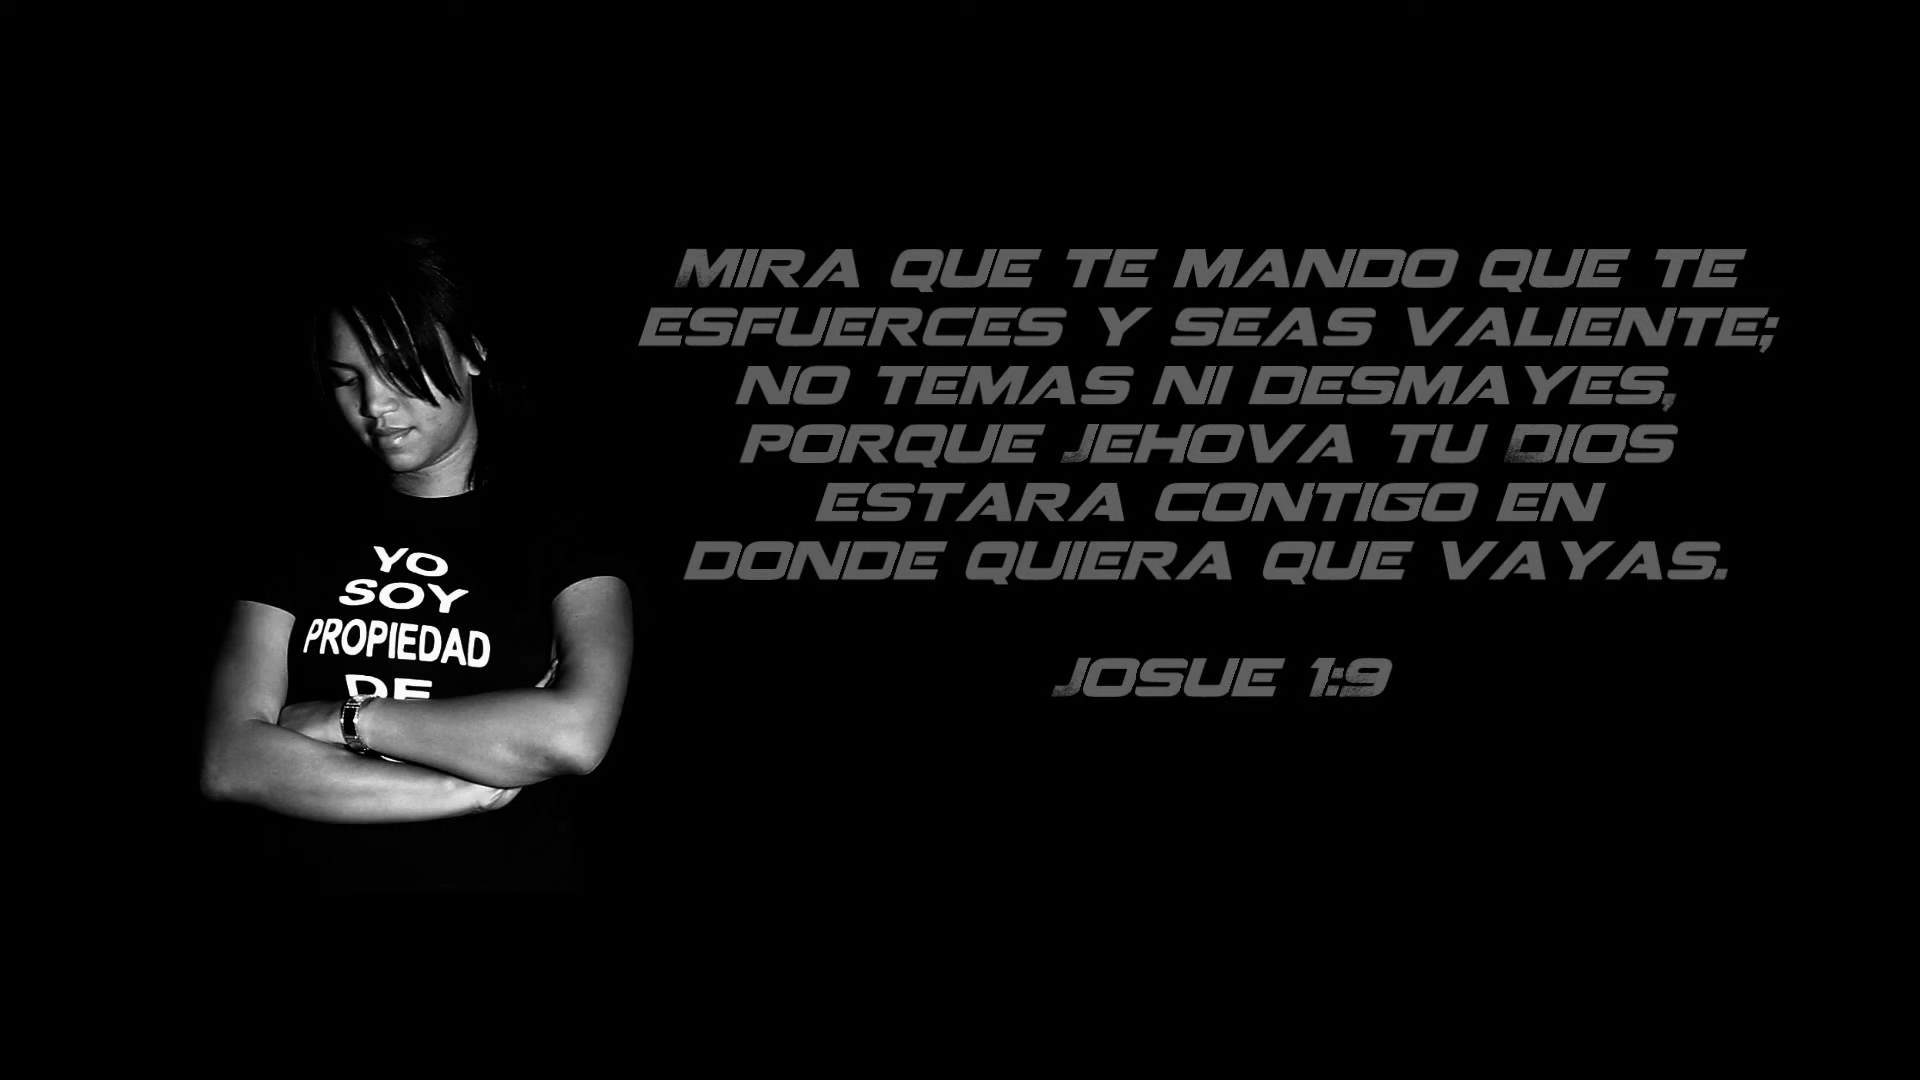 YO
SOY
PROPIEDAD
DE
MIRA QUE TE MANDO QUE TE
ESFUERCES Y SEAS VALIENTE;
NO TEMAS NI DESMAYES,
PORQUE JEHOVA TU DIOS
ESTARA CONTIGO EN
DONDE QUIERA QUE VAYAS.
JOSUE 1:9